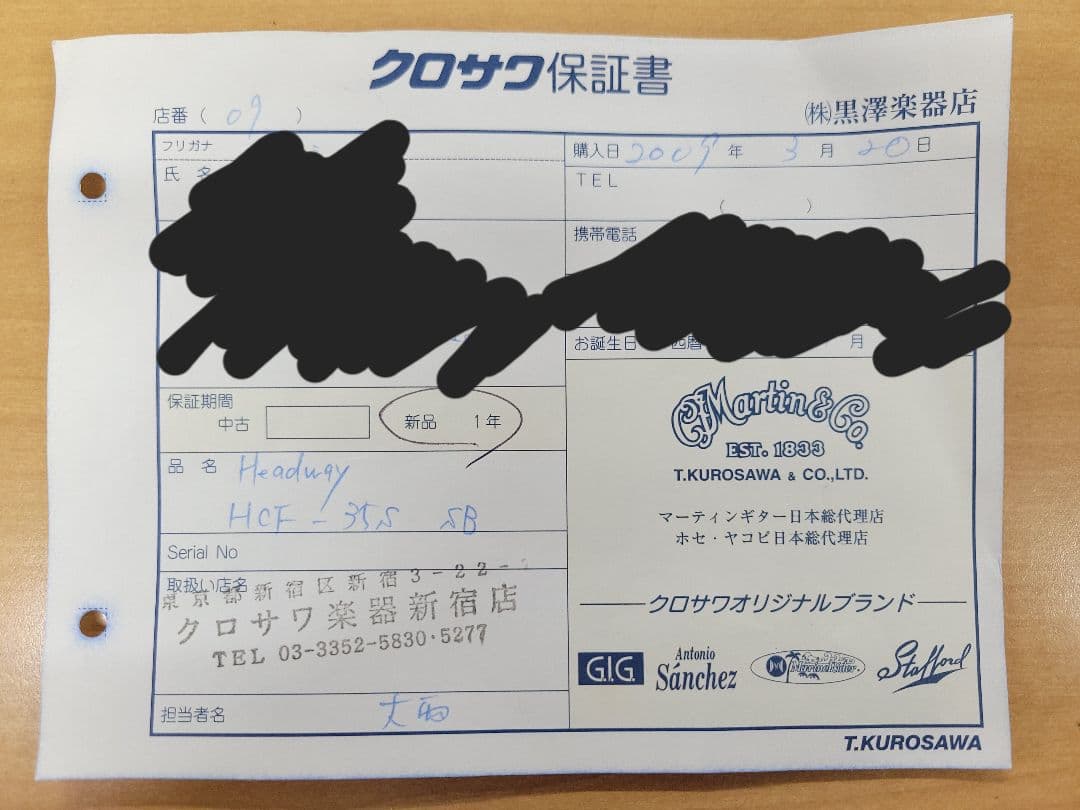 クロサワ保証書
店番（ 09 ）
㈱黒澤楽器店
フリガナ
氏 名
購入日 2009 年 3 月 20 日
TEL
（ ）
携帯電話
お誕生日 西暦 月
保証期間
中古
新品 1年
品 名 Headway
HCF-35S SB
Serial No
取扱い店名
東京都新宿区新宿3-22-
クロサワ楽器新宿店
TEL 03-3352-5830・5277
担当者名
C.F. Martin & Co.
EST. 1833
T.KUROSAWA & CO.,LTD.
マーティンギター日本総代理店
ホセ・ヤコピ日本総代理店
クロサワオリジナルブランド
G.I.G.
Antonio
Sánchez
Stafford
T.KUROSAWA